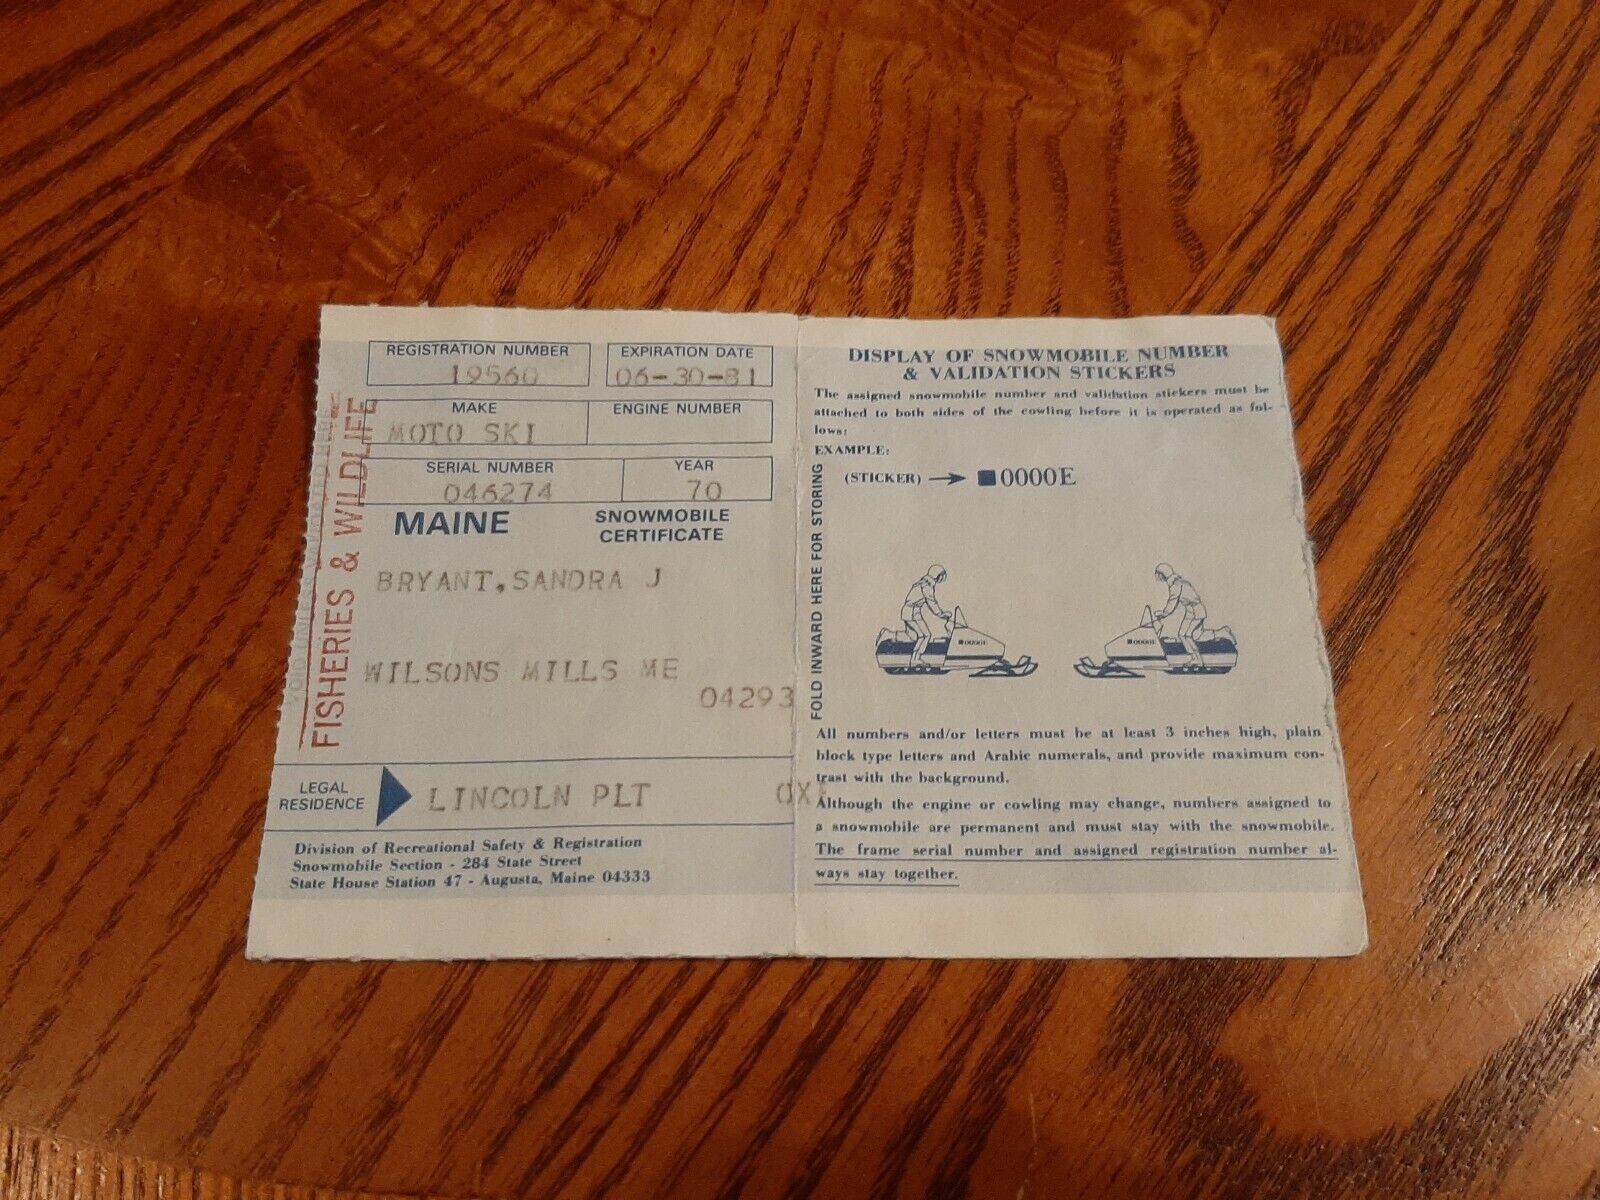 REGISTRATION NUMBER
19560
EXPIRATION DATE
06-30-81
MAKE
MOTO SKI
ENGINE NUMBER
SERIAL NUMBER
046274
YEAR
70
MAINE
SNOWMOBILE
CERTIFICATE
BRYANT,SANDRA J
WILSONS MILLS ME
04293
LEGAL
RESIDENCE
LINCOLN PLT
Division of Recreational Safety & Registration
Snowmobile Section - 284 State Street
State House Station 47 - Augusta, Maine 04333
FISHERIES & WILDLIFE
FOLD INWARD HERE FOR STORING
DISPLAY OF SNOWMOBILE NUMBER
& VALIDATION STICKERS
The assigned snowmobile number and validation stickers must be
attached to both sides of the cowling before it is operated as fol-
lows:
EXAMPLE:
(STICKER) → ■0000E
■0000E
■0000E
All numbers and/or letters must be at least 3 inches high, plain
block type letters and Arabic numerals, and provide maximum con-
trast with the background.
Although the engine or cowling may change, numbers assigned to
a snowmobile are permanent and must stay with the snowmobile.
The frame serial number and assigned registration number al-
ways stay together.